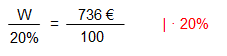 W = 736 € | · 20%
20% 100